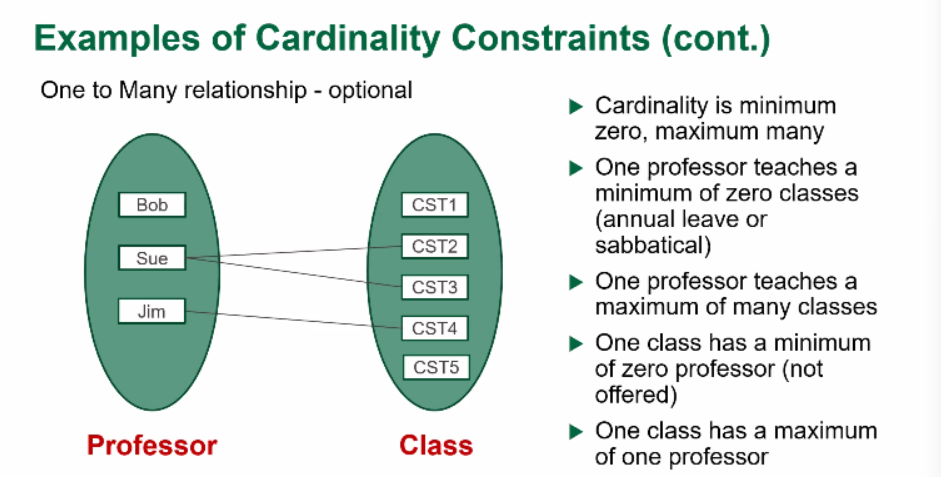 Examples of Cardinality Constraints (cont.)
One to Many relationship - optional
Bob
Sue
Jim
Professor
CST1
CST2
CST3
CST4
CST5
Class
Cardinality is minimum
zero, maximum many
One professor teaches a
minimum of zero classes
(annual leave or
sabbatical)
One professor teaches a
maximum of many classes
One class has a minimum
of zero professor (not
offered)
One class has a maximum
of one professor